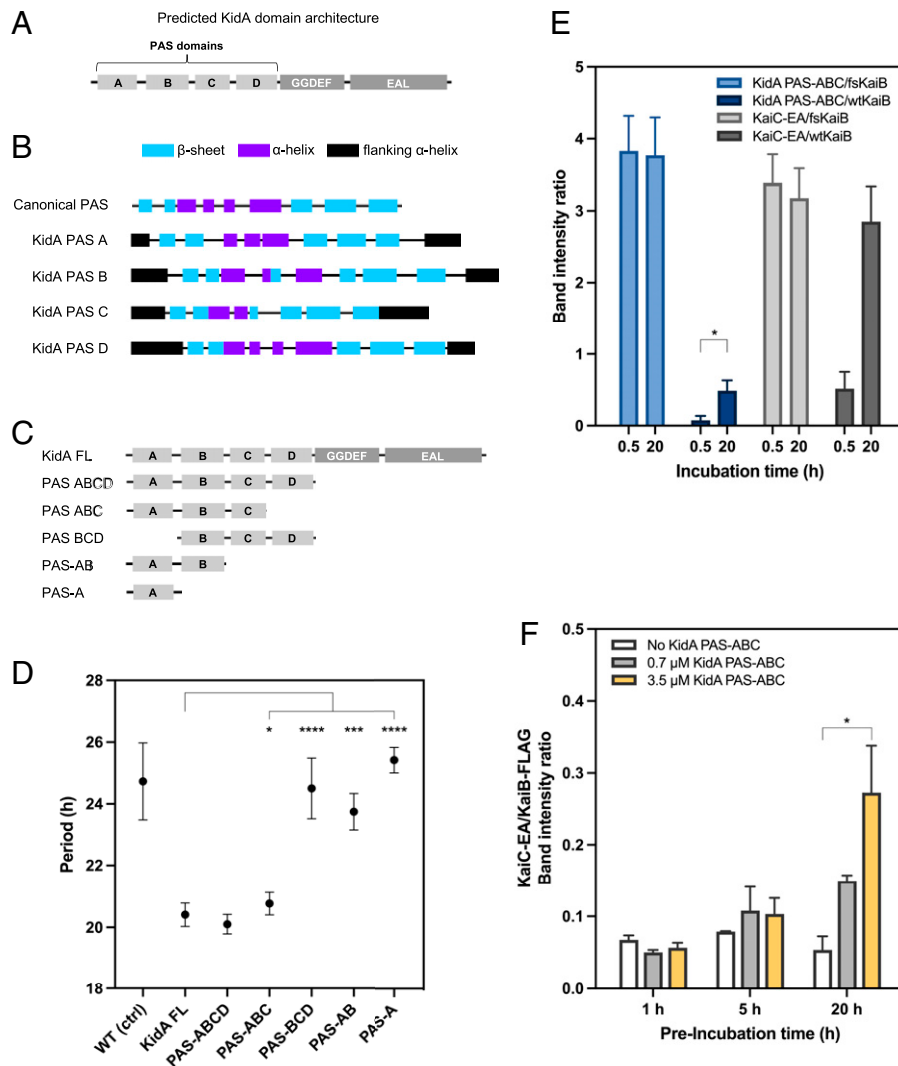 A
Predicted KidA domain architecture
PAS domains
A B C D GGDEF EAL
B
β-sheet α-helix flanking α-helix
Canonical PAS
KidA PAS A
KidA PAS B
KidA PAS C
KidA PAS D
C
KidA FL A B C D GGDEF EAL
PAS ABCD A B C D
PAS ABC A B C
PAS BCD B C D
PAS-AB A B
PAS-A A
D
Period (h)
28
26
24
22
20
18
* **** *** ****
WT (ctrl) KidA FL PAS-ABCD PAS-ABC PAS-BCD PAS-AB PAS-A
E
Band intensity ratio
5
4
3
2
1
0
KidA PAS-ABC/fsKaiB
KidA PAS-ABC/wtKaiB
KaiC-EA/fsKaiB
KaiC-EA/wtKaiB
*
0.5 20 0.5 20 0.5 20 0.5 20
Incubation time (h)
F
KaiC-EA/KaiB-FLAG
Band intensity ratio
0.5
0.4
0.3
0.2
0.1
0.0
No KidA PAS-ABC
0.7 μM KidA PAS-ABC
3.5 μM KidA PAS-ABC
*
1 h 5 h 20 h
Pre-Incubation time (h)